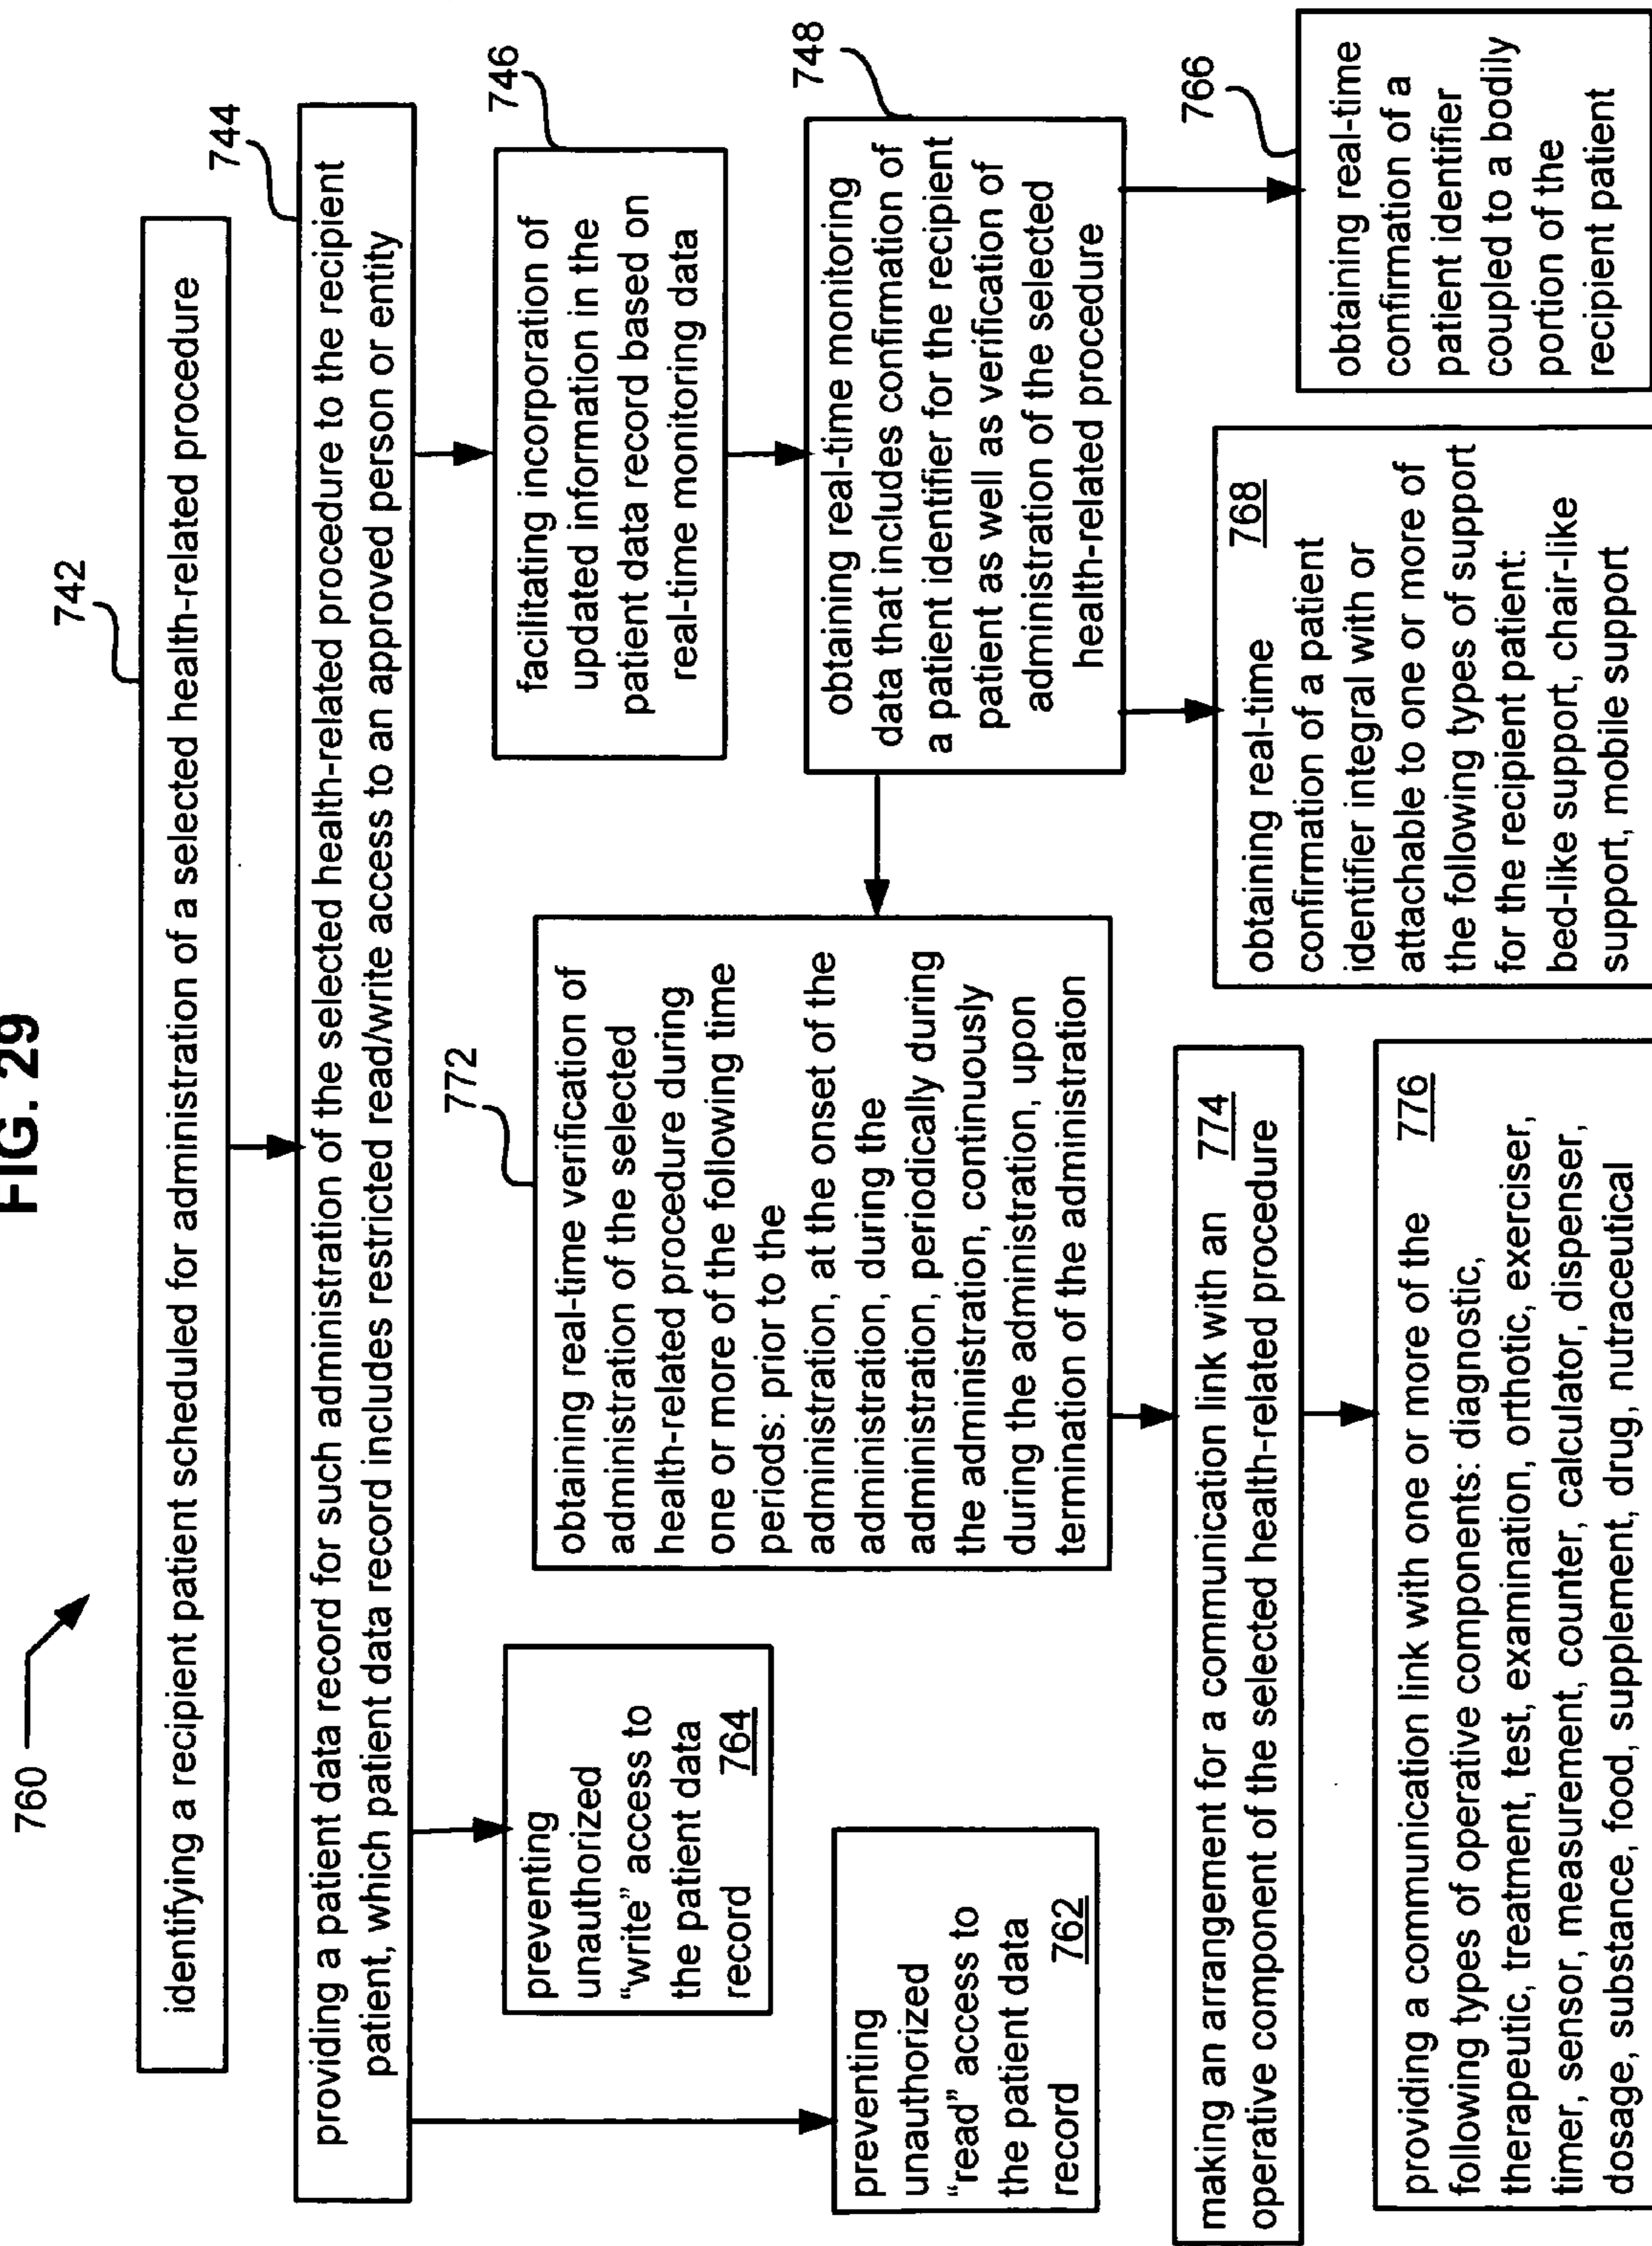 FIG. 29
760
742
identifying a recipient patient scheduled for administration of a selected health-related procedure
744
providing a patient data record for such administration of the selected health-related procedure to the recipient
patient, which patient data record includes restricted read/write access to an approved person or entity
preventing
unauthorized
“write” access to
the patient data
record 764
preventing
unauthorized
“read” access to
the patient data
record 762
746
facilitating incorporation of
updated information in the
patient data record based on
real-time monitoring data
748
obtaining real-time monitoring
data that includes confirmation of
a patient identifier for the recipient
patient as well as verification of
administration of the selected
health-related procedure
772
obtaining real-time verification of
administration of the selected
health-related procedure during
one or more of the following time
periods: prior to the
administration, at the onset of the
administration, during the
administration, periodically during
the administration, continuously
during the administration, upon
termination of the administration
making an arrangement for a communication link with an 774
operative component of the selected health-related procedure
providing a communication link with one or more of the 776
following types of operative components: diagnostic,
therapeutic, treatment, test, examination, orthotic, exerciser,
timer, sensor, measurement, counter, calculator, dispenser,
dosage, substance, food, supplement, drug, nutraceutical
768
obtaining real-time
confirmation of a patient
identifier integral with or
attachable to one or more of
the following types of support
for the recipient patient:
bed-like support, chair-like
support, mobile support
766
obtaining real-time
confirmation of a
patient identifier
coupled to a bodily
portion of the
recipient patient